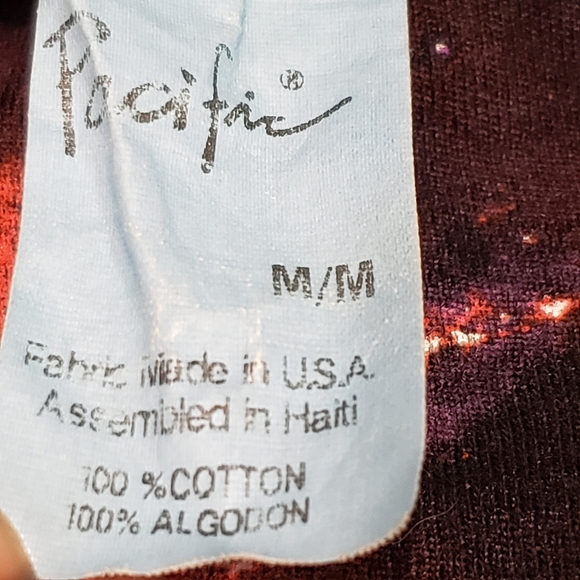 Pacific®
M/M
Fabric Made in U.S.A.
Assembled in Haiti
100 %COTTON
100% ALGODON